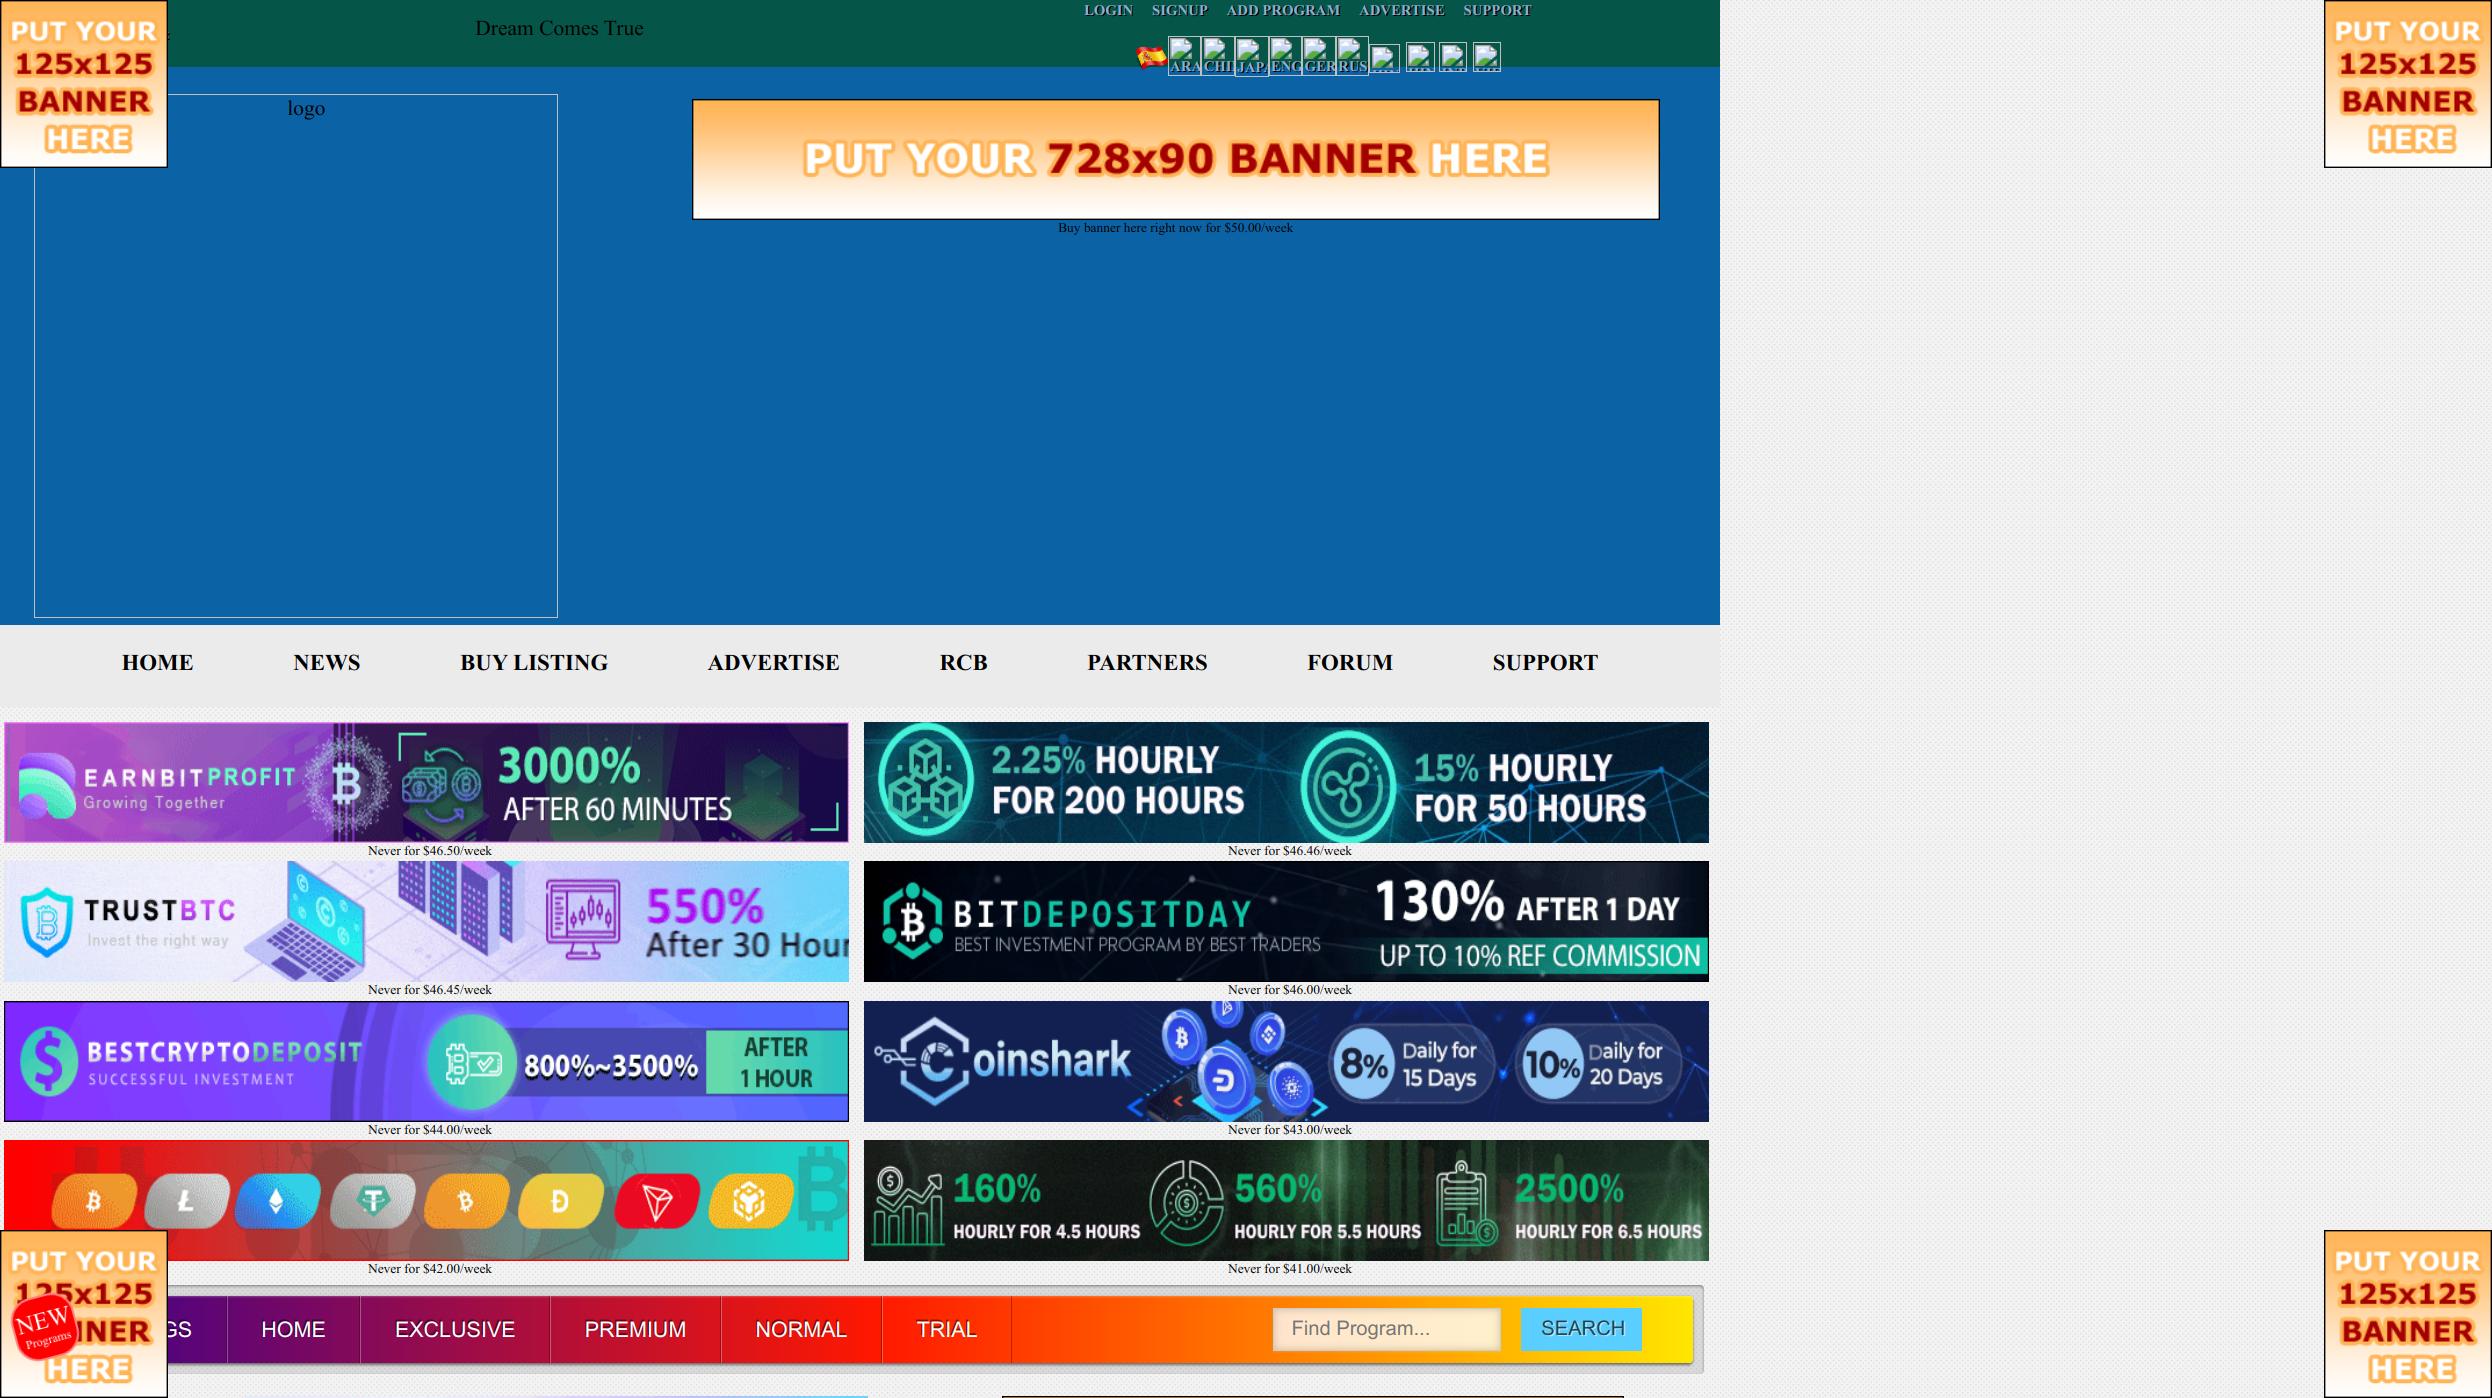 PUT YOUR
125x125
BANNER
HERE
Dream Comes True
LOGIN SIGNUP ADD PROGRAM ADVERTISE SUPPORT
PUT YOUR
125x125
BANNER
HERE
ARA CHI JAP ENG GER RUS
logo
PUT YOUR 728x90 BANNER HERE
Buy banner here right now for $50.00/week
HOME NEWS BUY LISTING ADVERTISE RCB PARTNERS FORUM SUPPORT
EARNBITPROFIT
Growing Together
3000%
AFTER 60 MINUTES
Never for $46.50/week
2.25% HOURLY
FOR 200 HOURS
15% HOURLY
FOR 50 HOURS
Never for $46.46/week
TRUSTBTC
Invest the right way
550%
After 30 Hour
Never for $46.45/week
BITDEPOSITDAY
BEST INVESTMENT PROGRAM BY BEST TRADERS
130% AFTER 1 DAY
UP TO 10% REF COMMISSION
Never for $46.00/week
BESTCRYPTODEPOSIT
SUCCESSFUL INVESTMENT
800%~3500%
AFTER
1 HOUR
Never for $44.00/week
Coinshark
8% Daily for
15 Days
10% Daily for
20 Days
Never for $43.00/week
Never for $42.00/week
160%
HOURLY FOR 4.5 HOURS
560%
HOURLY FOR 5.5 HOURS
2500%
HOURLY FOR 6.5 HOURS
Never for $41.00/week
PUT YOUR
125x125
NEW
Programs
INER
HERE
GS HOME EXCLUSIVE PREMIUM NORMAL TRIAL
Find Program...
SEARCH
PUT YOUR
125x125
BANNER
HERE